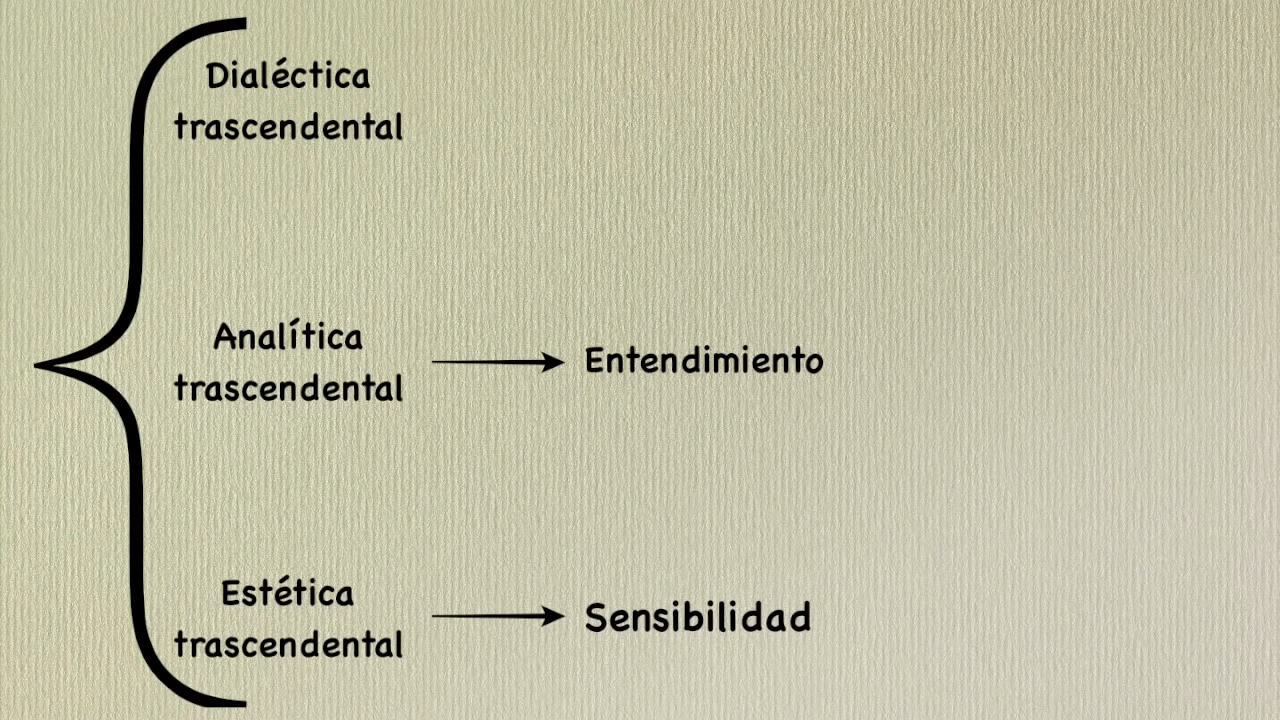 Dialéctica
trascendental
Analítica
trascendental
Entendimiento
Estética
trascendental
Sensibilidad